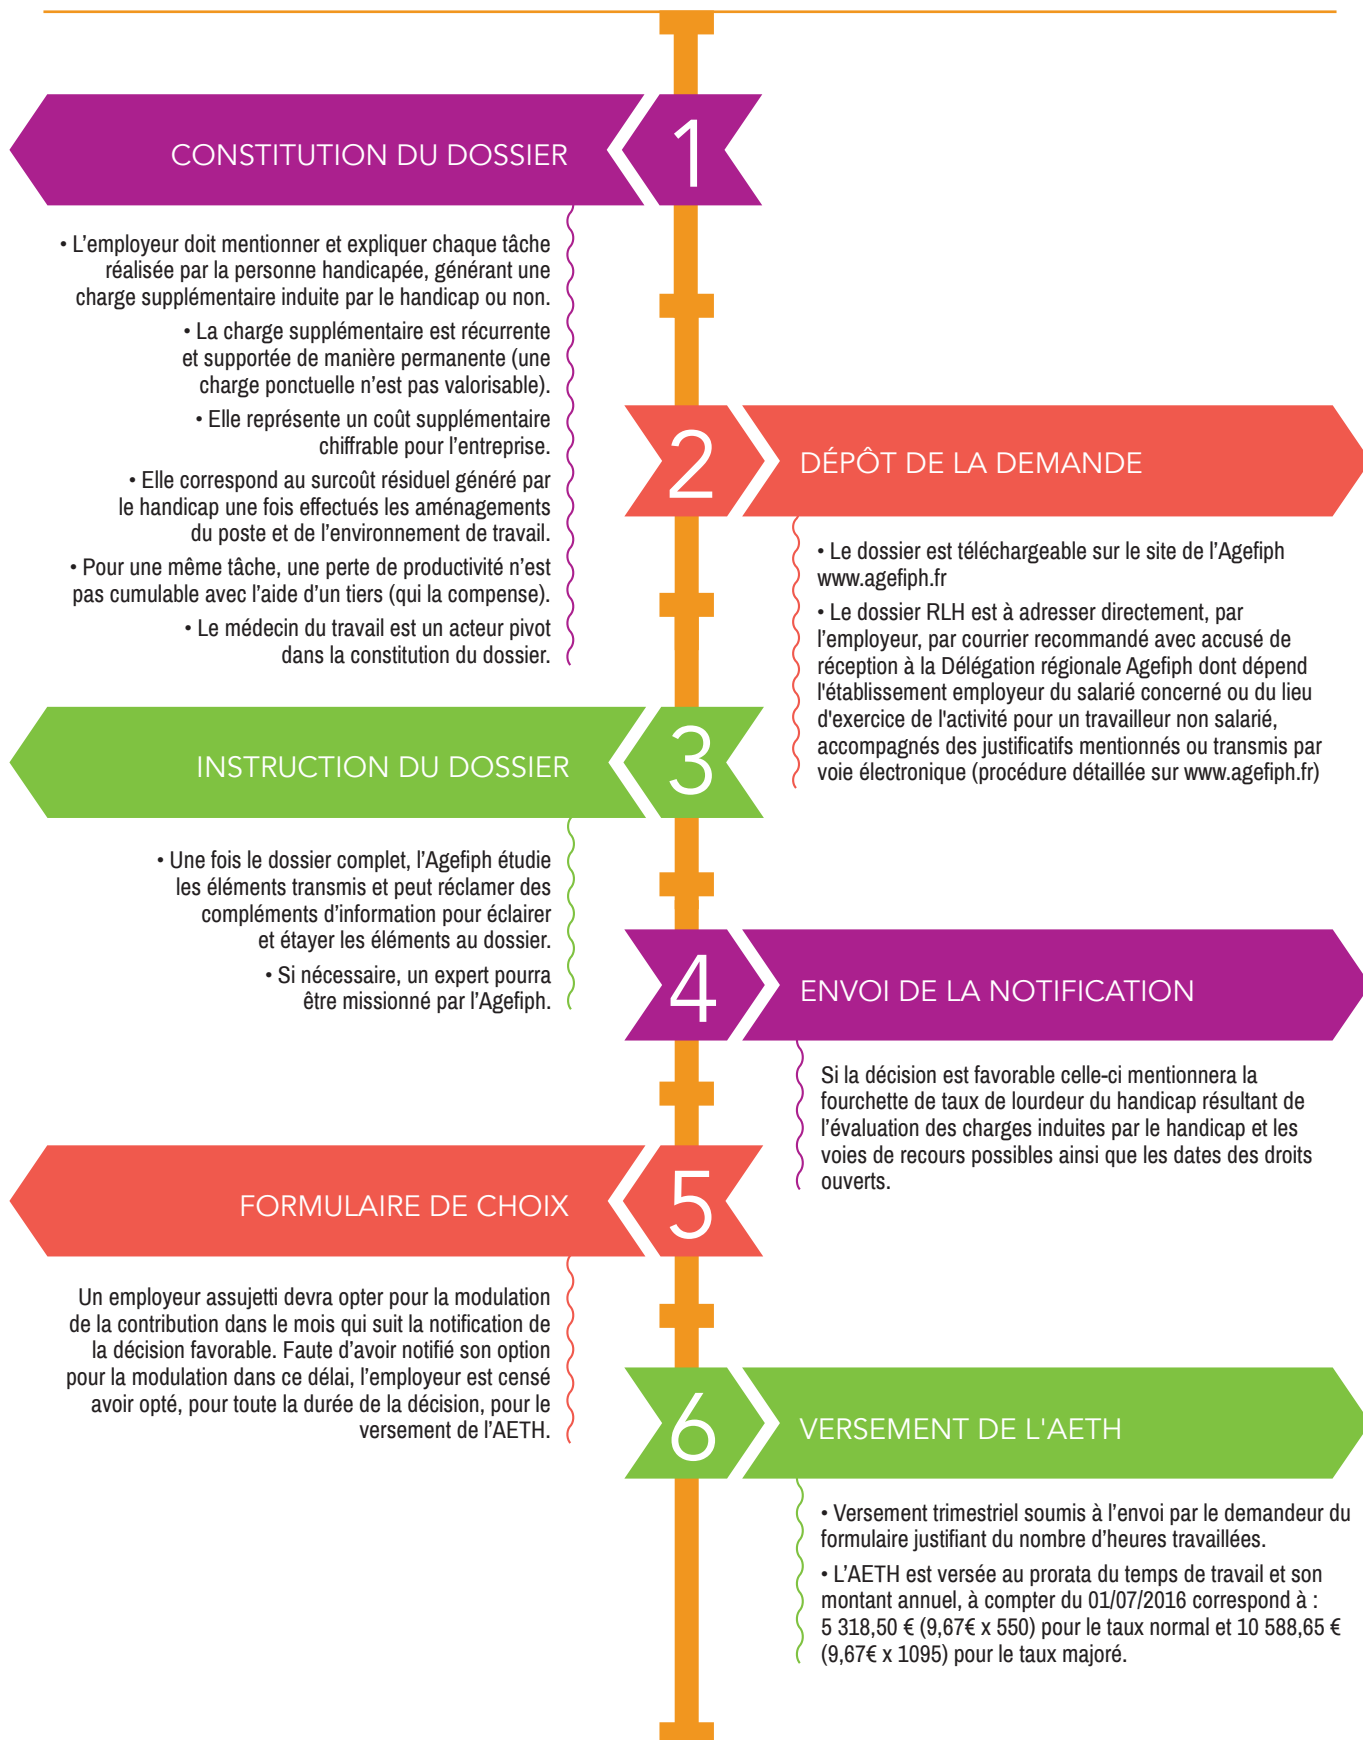 1
CONSTITUTION DU DOSSIER
• L’employeur doit mentionner et expliquer chaque tâche
réalisée par la personne handicapée, générant une
charge supplémentaire induite par le handicap ou non.
• La charge supplémentaire est récurrente
et supportée de manière permanente (une
charge ponctuelle n’est pas valorisable).
• Elle représente un coût supplémentaire
chiffrable pour l’entreprise.
• Elle correspond au surcoût résiduel généré par
le handicap une fois effectués les aménagements
du poste et de l’environnement de travail.
• Pour une même tâche, une perte de productivité n’est
pas cumulable avec l’aide d’un tiers (qui la compense).
• Le médecin du travail est un acteur pivot
dans la constitution du dossier.
2
DÉPÔT DE LA DEMANDE
• Le dossier est téléchargeable sur le site de l’Agefiph
www.agefiph.fr
• Le dossier RLH est à adresser directement, par
l’employeur, par courrier recommandé avec accusé de
réception à la Délégation régionale Agefiph dont dépend
l'établissement employeur du salarié concerné ou du lieu
d'exercice de l'activité pour un travailleur non salarié,
accompagnés des justificatifs mentionnés ou transmis par
voie électronique (procédure détaillée sur www.agefiph.fr)
3
INSTRUCTION DU DOSSIER
• Une fois le dossier complet, l’Agefiph étudie
les éléments transmis et peut réclamer des
compléments d’information pour éclairer
et étayer les éléments au dossier.
• Si nécessaire, un expert pourra
être missionné par l’Agefiph.
4
ENVOI DE LA NOTIFICATION
Si la décision est favorable celle-ci mentionnera la
fourchette de taux de lourdeur du handicap résultant de
l’évaluation des charges induites par le handicap et les
voies de recours possibles ainsi que les dates des droits
ouverts.
5
FORMULAIRE DE CHOIX
Un employeur assujetti devra opter pour la modulation
de la contribution dans le mois qui suit la notification de
la décision favorable. Faute d’avoir notifié son option
pour la modulation dans ce délai, l’employeur est censé
avoir opté, pour toute la durée de la décision, pour le
versement de l’AETH.
6
VERSEMENT DE L'AETH
• Versement trimestriel soumis à l’envoi par le demandeur du
formulaire justifiant du nombre d’heures travaillées.
• L’AETH est versée au prorata du temps de travail et son
montant annuel, à compter du 01/07/2016 correspond à :
5 318,50 € (9,67€ x 550) pour le taux normal et 10 588,65 €
(9,67€ x 1095) pour le taux majoré.